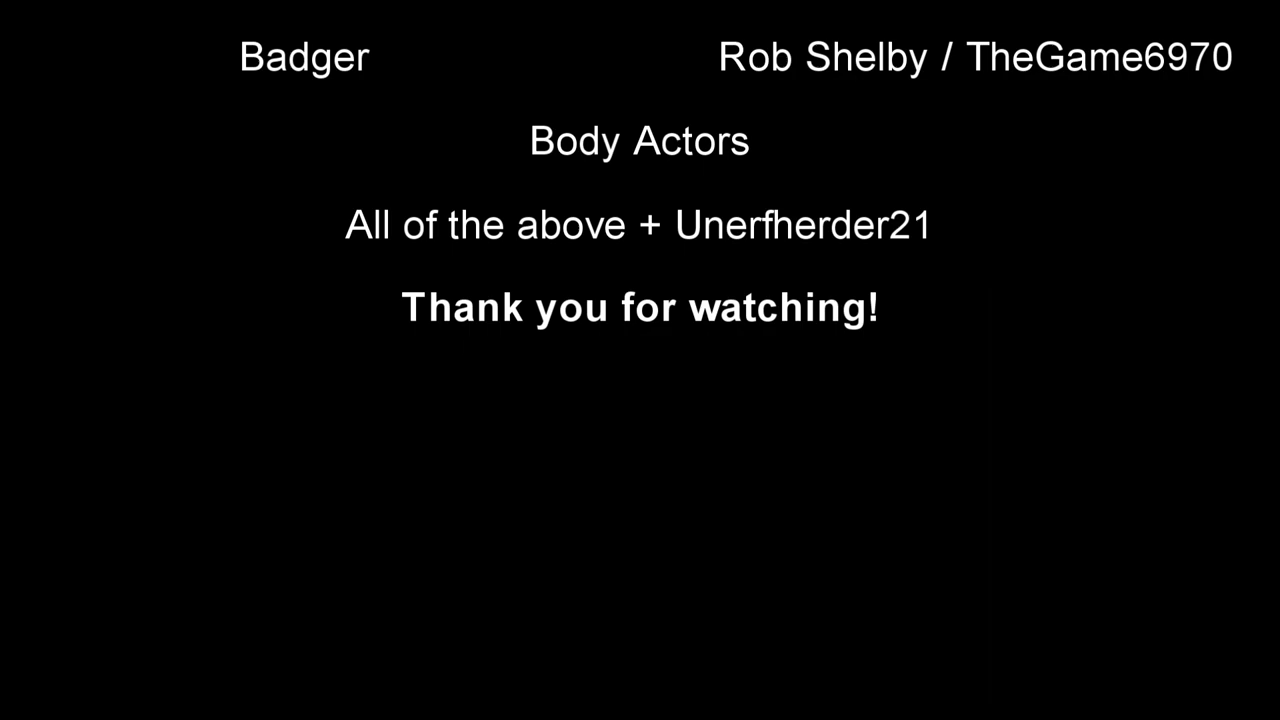 Badger Rob Shelby / TheGame6970
Body Actors
All of the above + Unerfherder21
Thank you for watching!